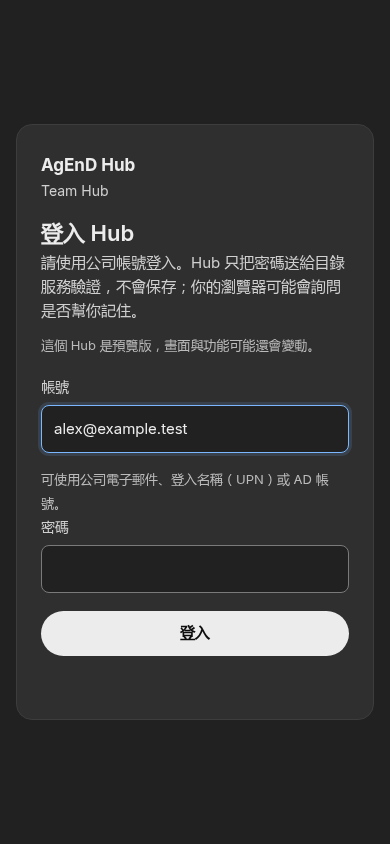 AgEnD Hub
Team Hub
登入 Hub
請使用公司帳號登入。Hub 只把密碼送給目錄
服務驗證，不會保存；你的瀏覽器可能會詢問
是否幫你記住。
這個 Hub 是預覽版，畫面與功能可能還會變動。
帳號
alex@example.test
可使用公司電子郵件、登入名稱（UPN）或 AD 帳
號。
密碼
登入